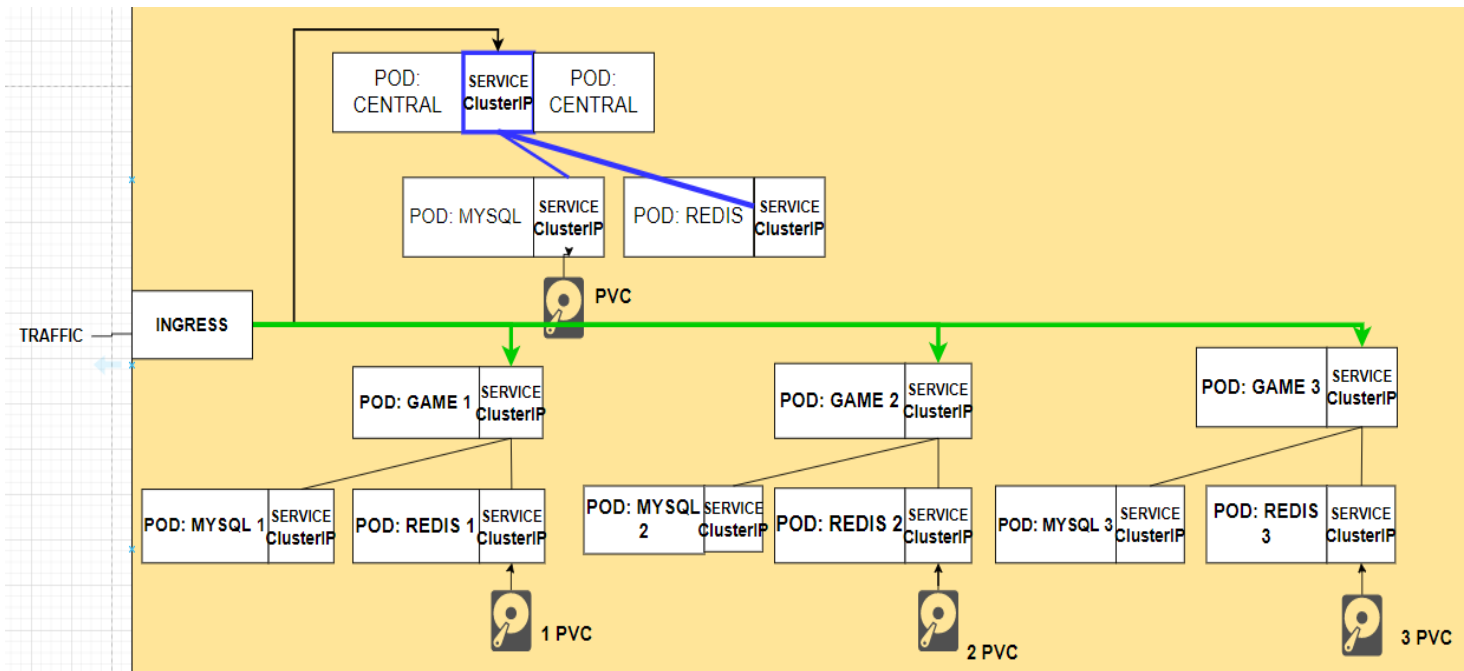 POD:
CENTRAL
SERVICE
ClusterIP
POD:
CENTRAL
POD: MYSQL
SERVICE
ClusterIP
POD: REDIS
SERVICE
ClusterIP
PVC
TRAFFIC
INGRESS
POD: GAME 1
SERVICE
ClusterIP
POD: GAME 2
SERVICE
ClusterIP
POD: GAME 3
SERVICE
ClusterIP
POD: MYSQL 1
SERVICE
ClusterIP
POD: REDIS 1
SERVICE
ClusterIP
POD: MYSQL
2
SERVICE
ClusterIP
POD: REDIS 2
SERVICE
ClusterIP
POD: MYSQL 3
SERVICE
ClusterIP
POD: REDIS
3
SERVICE
ClusterIP
1 PVC
2 PVC
3 PVC